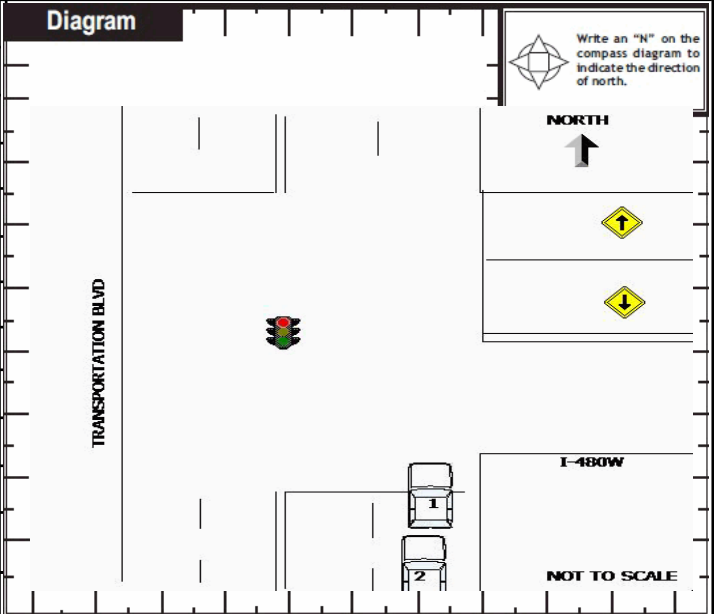 Diagram
Write an “N” on the
compass diagram to
indicate the direction
of north.
NORTH
TRANSPORTATION BLVD
I-480W
1
2
NOT TO SCALE